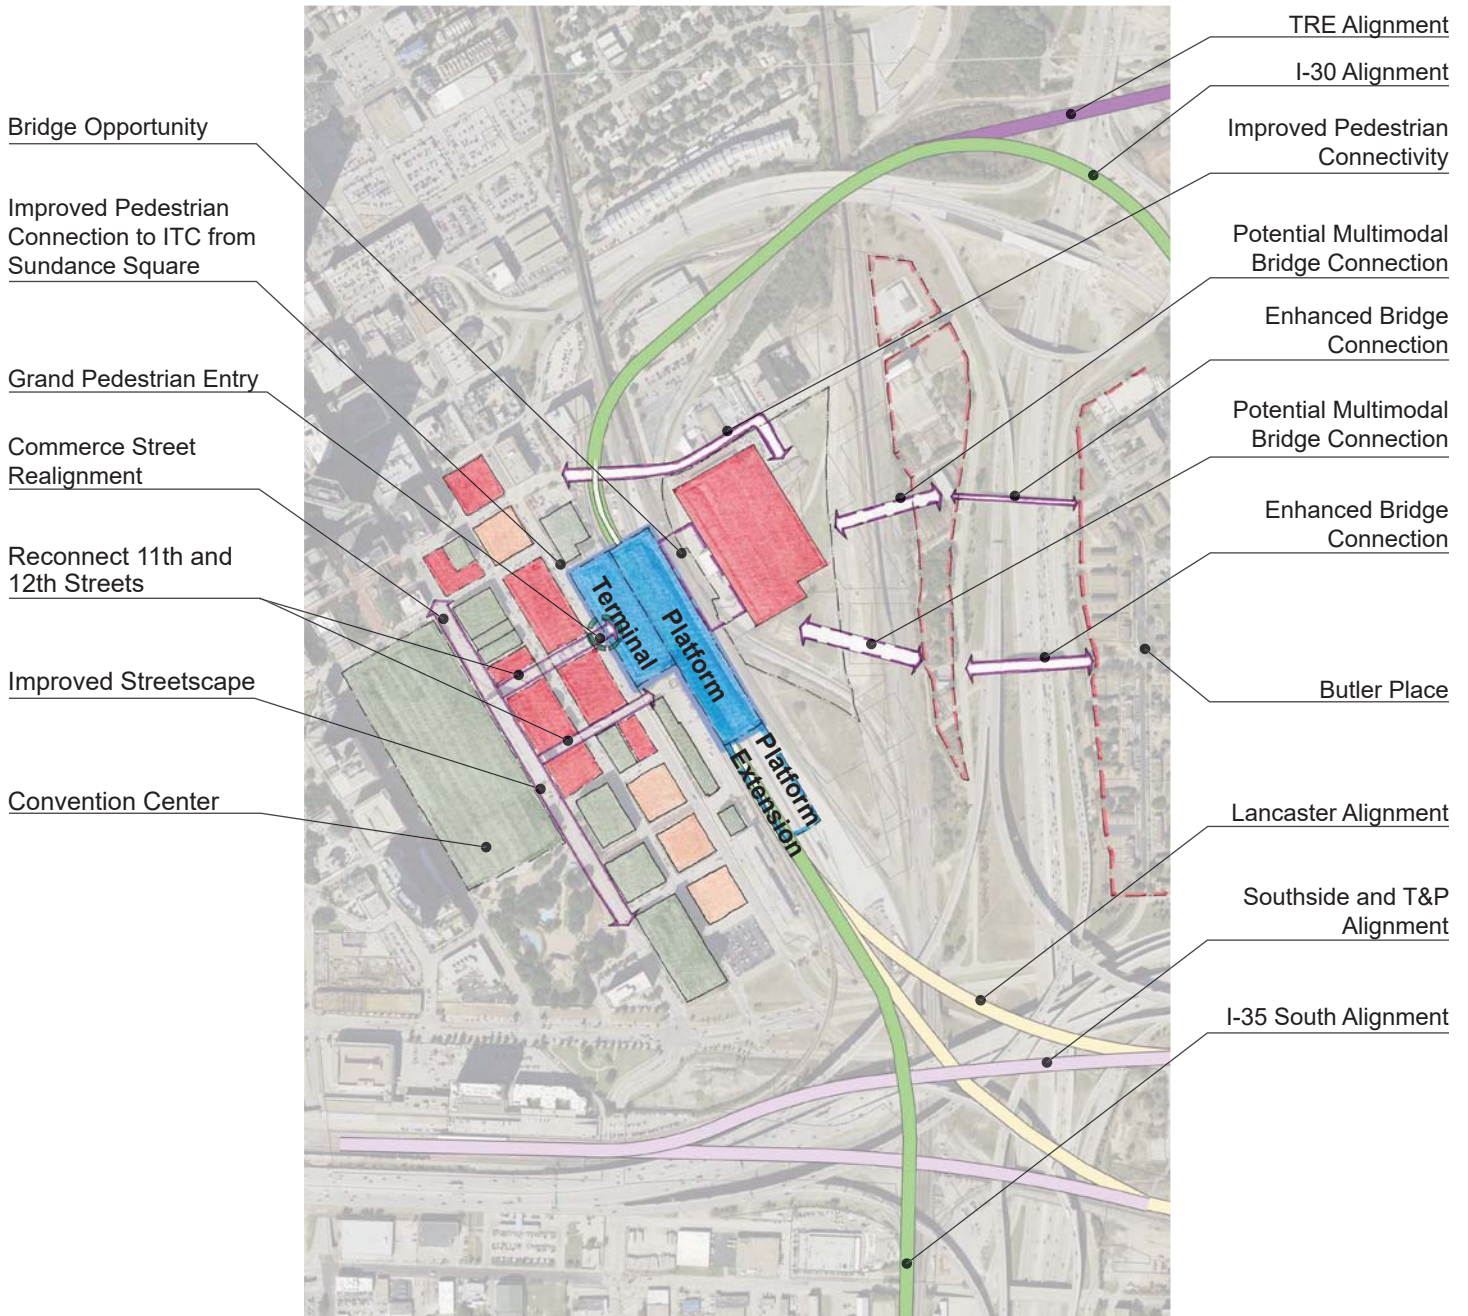 Bridge Opportunity
Improved Pedestrian
Connection to ITC from
Sundance Square
Grand Pedestrian Entry
Commerce Street
Realignment
Reconnect 11th and
12th Streets
Improved Streetscape
Convention Center
Terminal
Platform
Platform
Extension
TRE Alignment
I-30 Alignment
Improved Pedestrian
Connectivity
Potential Multimodal
Bridge Connection
Enhanced Bridge
Connection
Potential Multimodal
Bridge Connection
Enhanced Bridge
Connection
Butler Place
Lancaster Alignment
Southside and T&P
Alignment
I-35 South Alignment